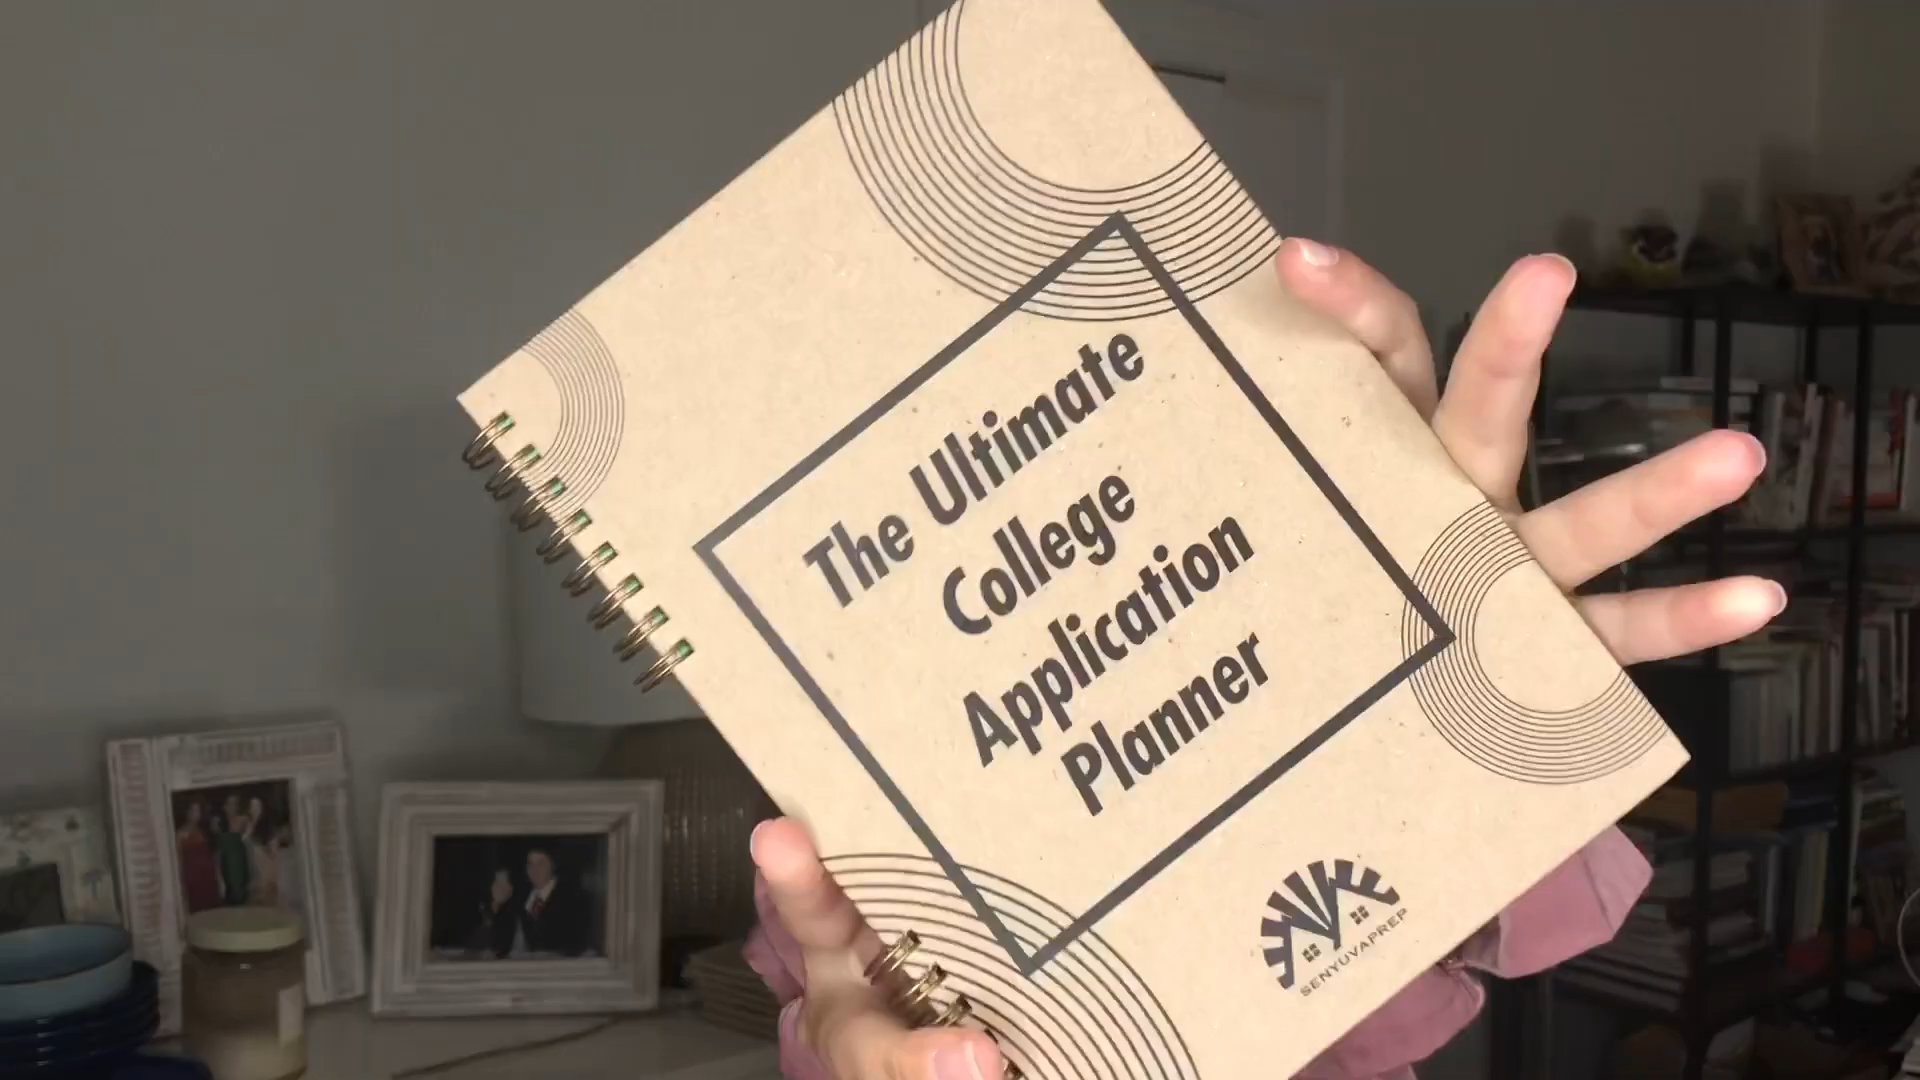 The Ultimate
College
Application
Planner
SENYUVAPREP